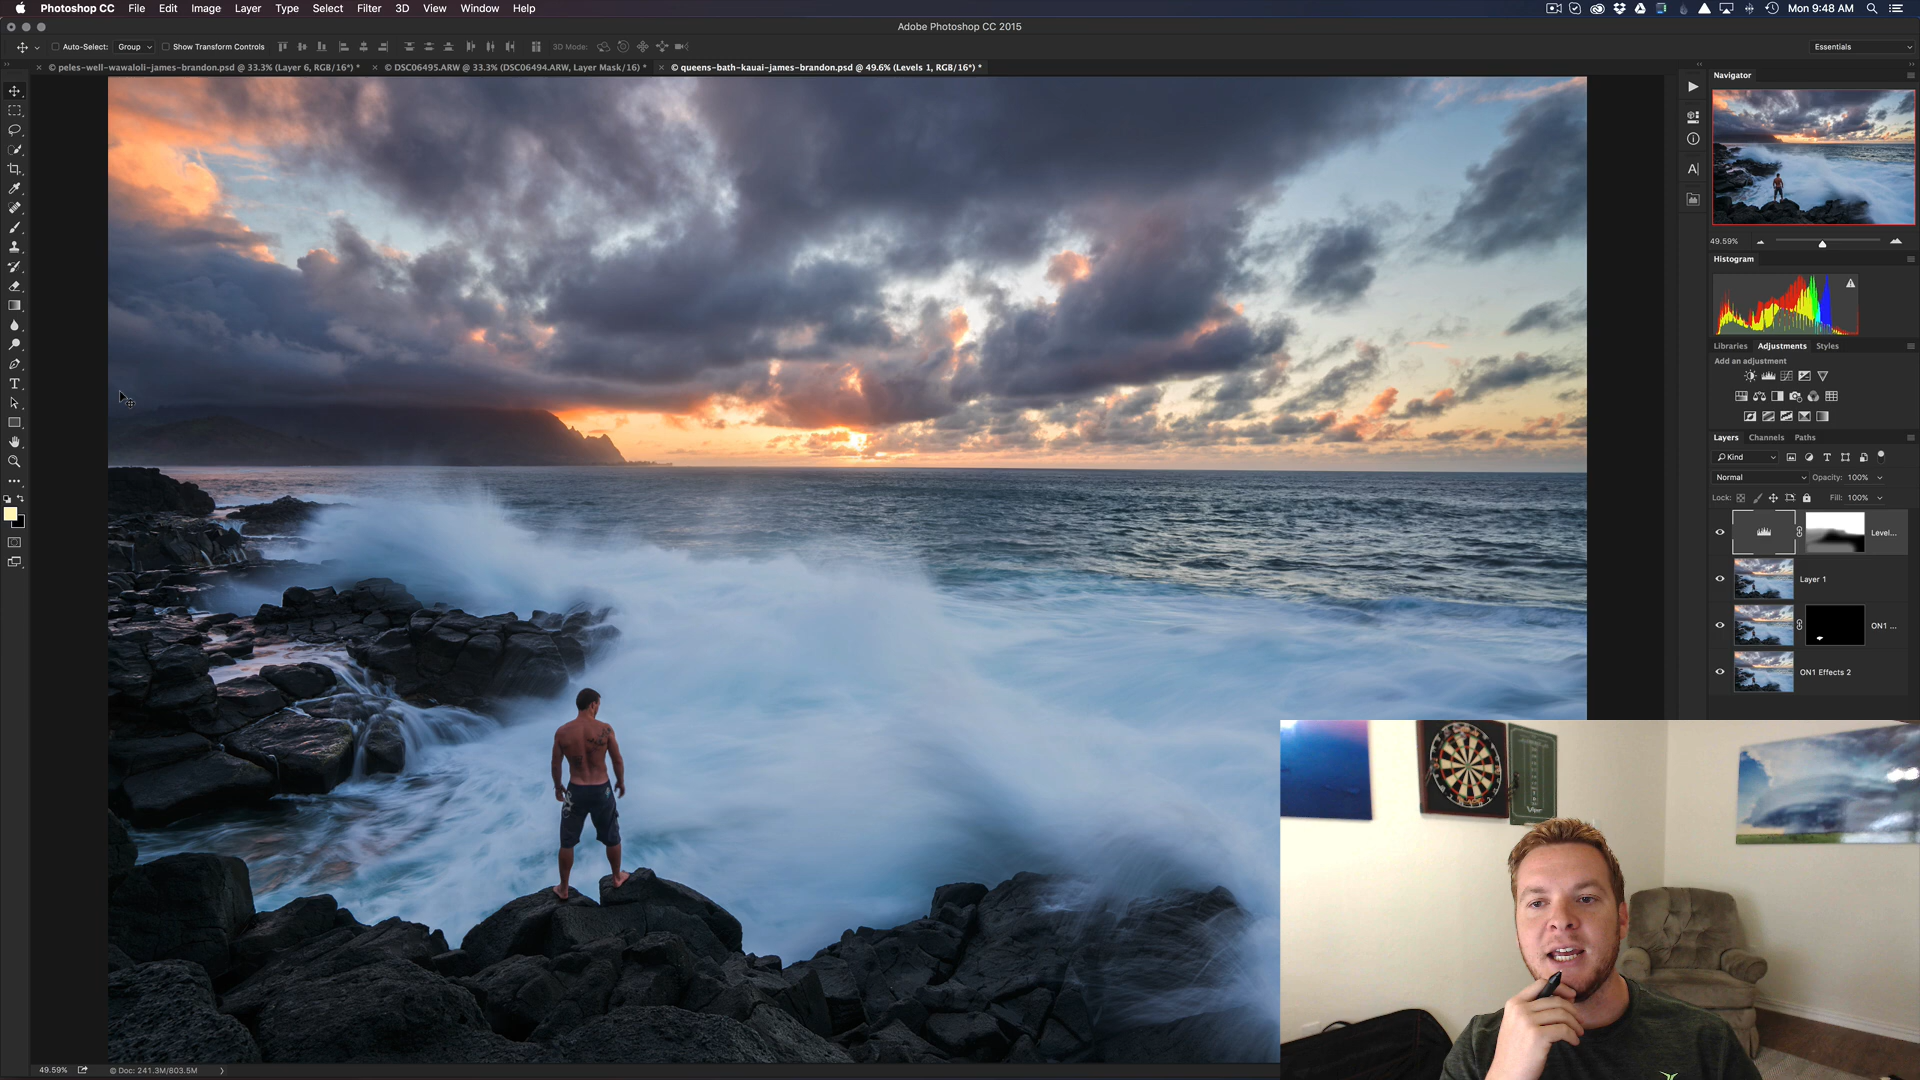 Photoshop CC File Edit Image Layer Type Select Filter 3D View Window Help Mon 9:48 AM
Adobe Photoshop CC 2015
Auto-Select: Group Show Transform Controls 3D Mode: Essentials
× © peles-well-wawaloli-james-brandon.psd @ 33.3% (Layer 6, RGB/16*) * × © DSC06495.ARW @ 33.3% (DSC06494.ARW, Layer Mask/16) * × © queens-bath-kauai-james-brandon.psd @ 49.6% (Levels 1, RGB/16*) *
Navigator
49.59%
Histogram
Libraries Adjustments Styles
Add an adjustment
Layers Channels Paths
Kind
Normal Opacity: 100%
Lock: Fill: 100%
Level...
Layer 1
ON1 ...
ON1 Effects 2
Viper
49.59% © Doc: 241.3M/803.5M